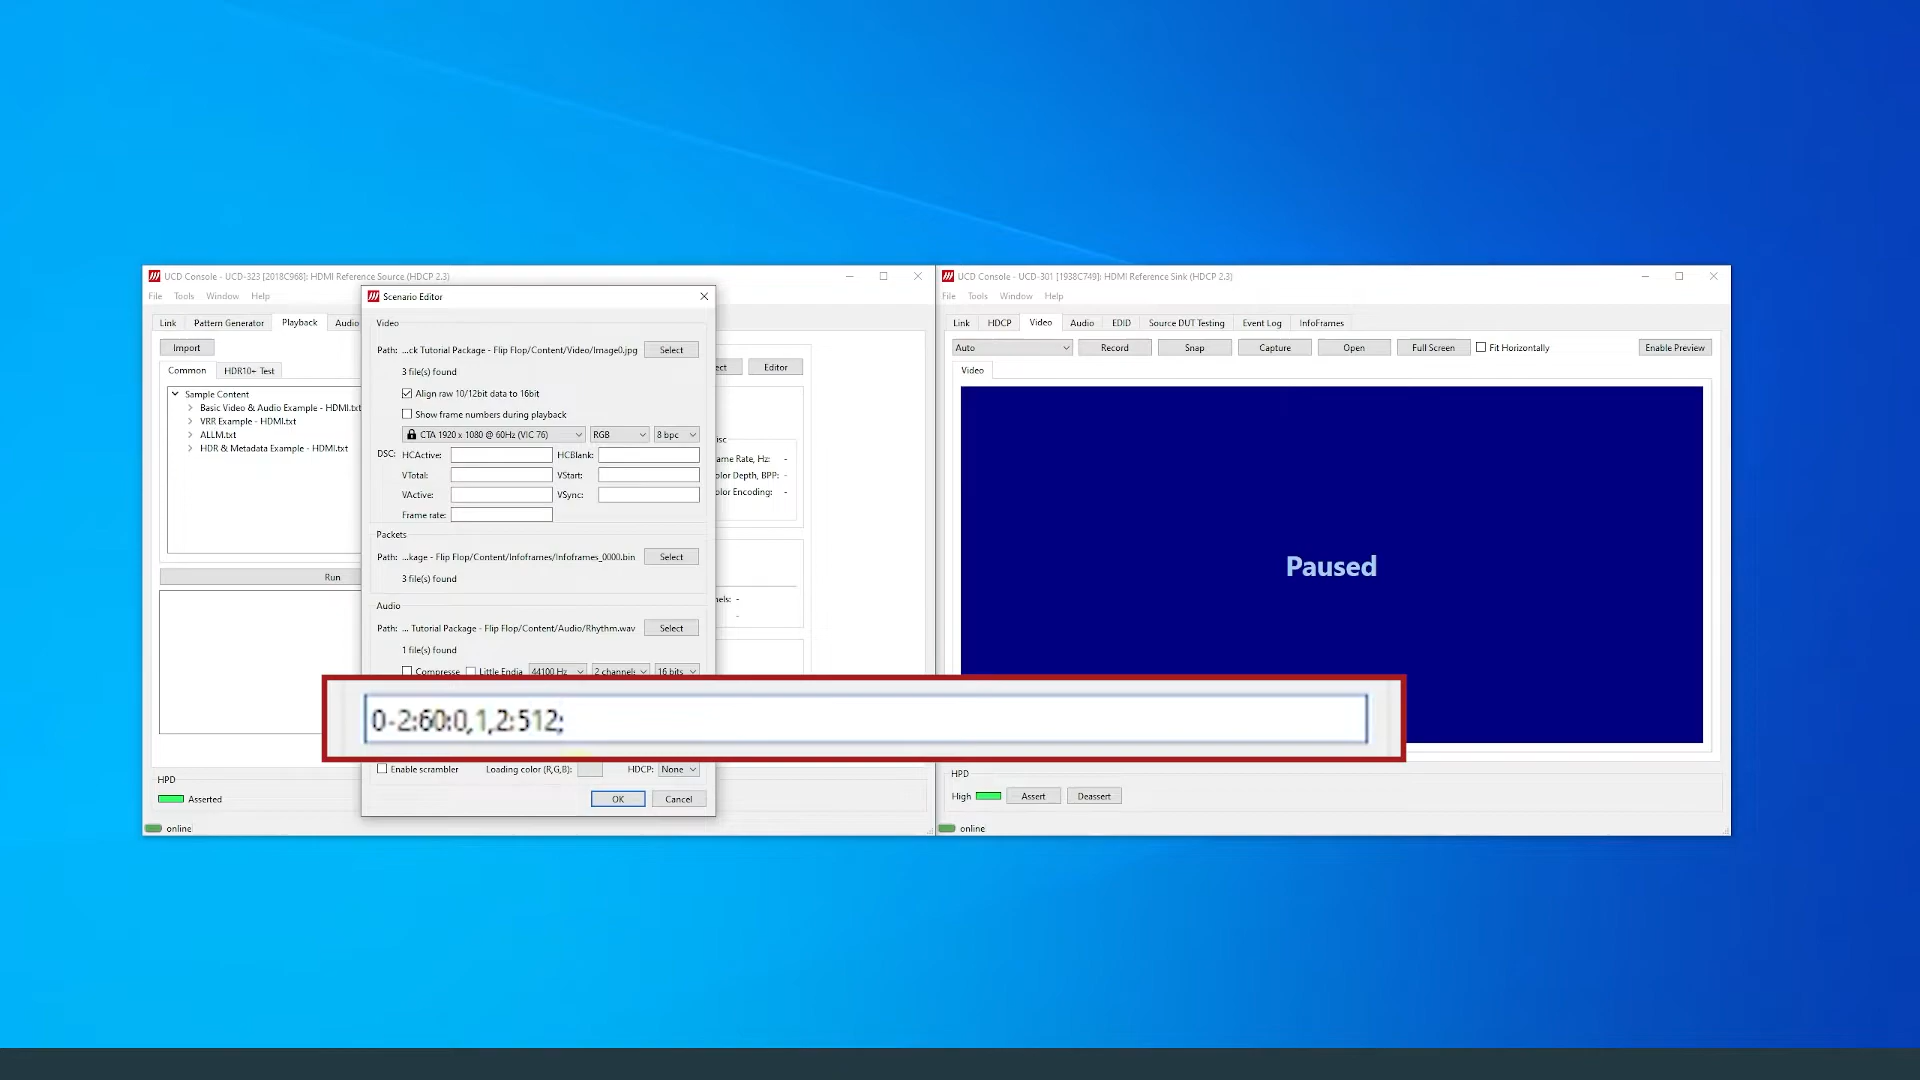 UCD Console - UCD-323 [2018C968]: HDMI Reference Source (HDCP 2.3)
File Tools Window Help
Link Pattern Generator Playback Audio
Import
Common HDR10+ Test
Sample Content
Basic Video & Audio Example - HDMI.txt
VRR Example - HDMI.txt
ALLM.txt
HDR & Metadata Example - HDMI.txt
Run
HPD
Asserted
online
Editor
ame Rate, Hz: -
olor Depth, BPP: -
olor Encoding: -
Scenario Editor
Video
Path: ...ck Tutorial Package - Flip Flop/Content/Video/Image0.jpg Select
3 file(s) found
Align raw 10/12bit data to 16bit
Show frame numbers during playback
CTA 1920 x 1080 @ 60Hz (VIC 76) RGB 8 bpc
DSC: HCActive: HCBlank:
VTotal: VStart:
VActive: VSync:
Frame rate:
Packets
Path: ...kage - Flip Flop/Content/Infoframes/Infoframes_0000.bin Select
3 file(s) found
Audio
Path: ... Tutorial Package - Flip Flop/Content/Audio/Rhythm.wav Select
1 file(s) found
Compresse Little Endia 44100 Hz 2 channels 16 bits
0-2:60:0,1,2:512;
Enable scrambler Loading color (R,G,B): HDCP: None
OK Cancel
UCD Console - UCD-301 [1938C749]: HDMI Reference Sink (HDCP 2.3)
File Tools Window Help
Link HDCP Video Audio EDID Source DUT Testing Event Log InfoFrames
Auto Record Snap Capture Open Full Screen Fit Horizontally Enable Preview
Video
Paused
HPD
High Assert Deassert
online